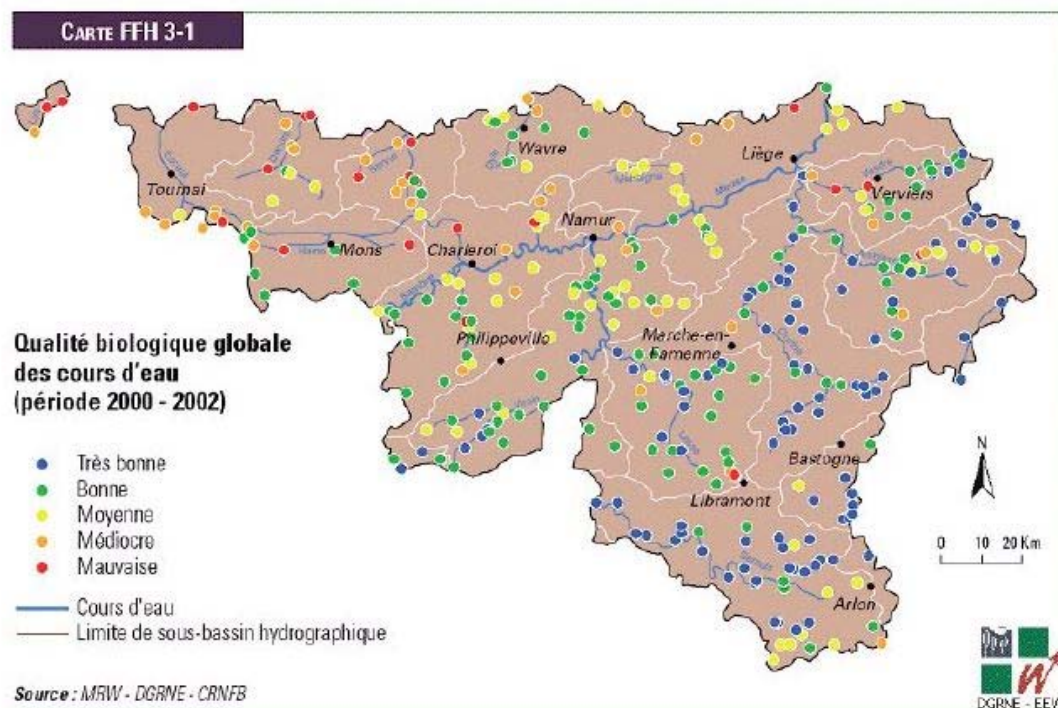 CARTE FFH 3-1
Wavre
Liège
Verviers
Tournai
Namur
Mons
Charleroi
Meuse
Philippeville
Marche-en-
Famenne
Bastogne
Libramont
Arlon
Qualité biologique globale
des cours d'eau
(période 2000 - 2002)
Très bonne
Bonne
Moyenne
Médiocre
Mauvaise
Cours d'eau
Limite de sous-bassin hydrographique
N
0 10 20 Km
Source : MRW - DGRNE - CRNFB
DGRNE - EEW